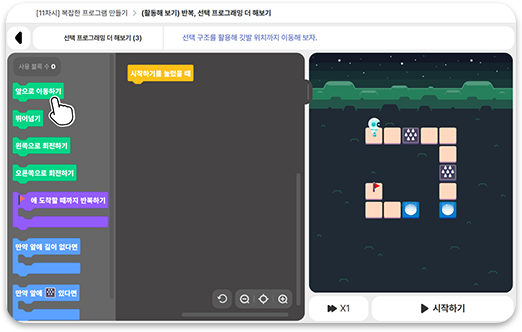 [11차시] 복잡한 프로그램 만들기 > (활동해 보기) 반복, 선택 프로그래밍 더 해보기
선택 프로그래밍 더 해보기 (3)
선택 구조를 활용해 깃발 위치까지 이동해 보자.
사용 블록 수 0
앞으로 이동하기
뛰어넘기
왼쪽으로 회전하기
오른쪽으로 회전하기
에 도착할 때까지 반복하기
만약 앞에 길이 없다면
만약 앞에 있다면
시작하기를 눌렀을 때
X1
시작하기